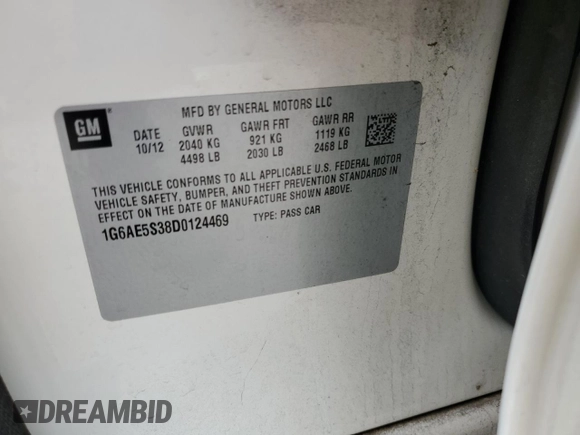 GM
MFD BY GENERAL MOTORS LLC
DATE GVWR GAWR FRT GAWR RR
10/12 2040 KG 921 KG 1119 KG
4498 LB 2030 LB 2468 LB
THIS VEHICLE CONFORMS TO ALL APPLICABLE U.S. FEDERAL MOTOR
VEHICLE SAFETY, BUMPER, AND THEFT PREVENTION STANDARDS IN
EFFECT ON THE DATE OF MANUFACTURE SHOWN ABOVE.
1G6AE5S38D0124469 TYPE: PASS CAR
DREAMBID